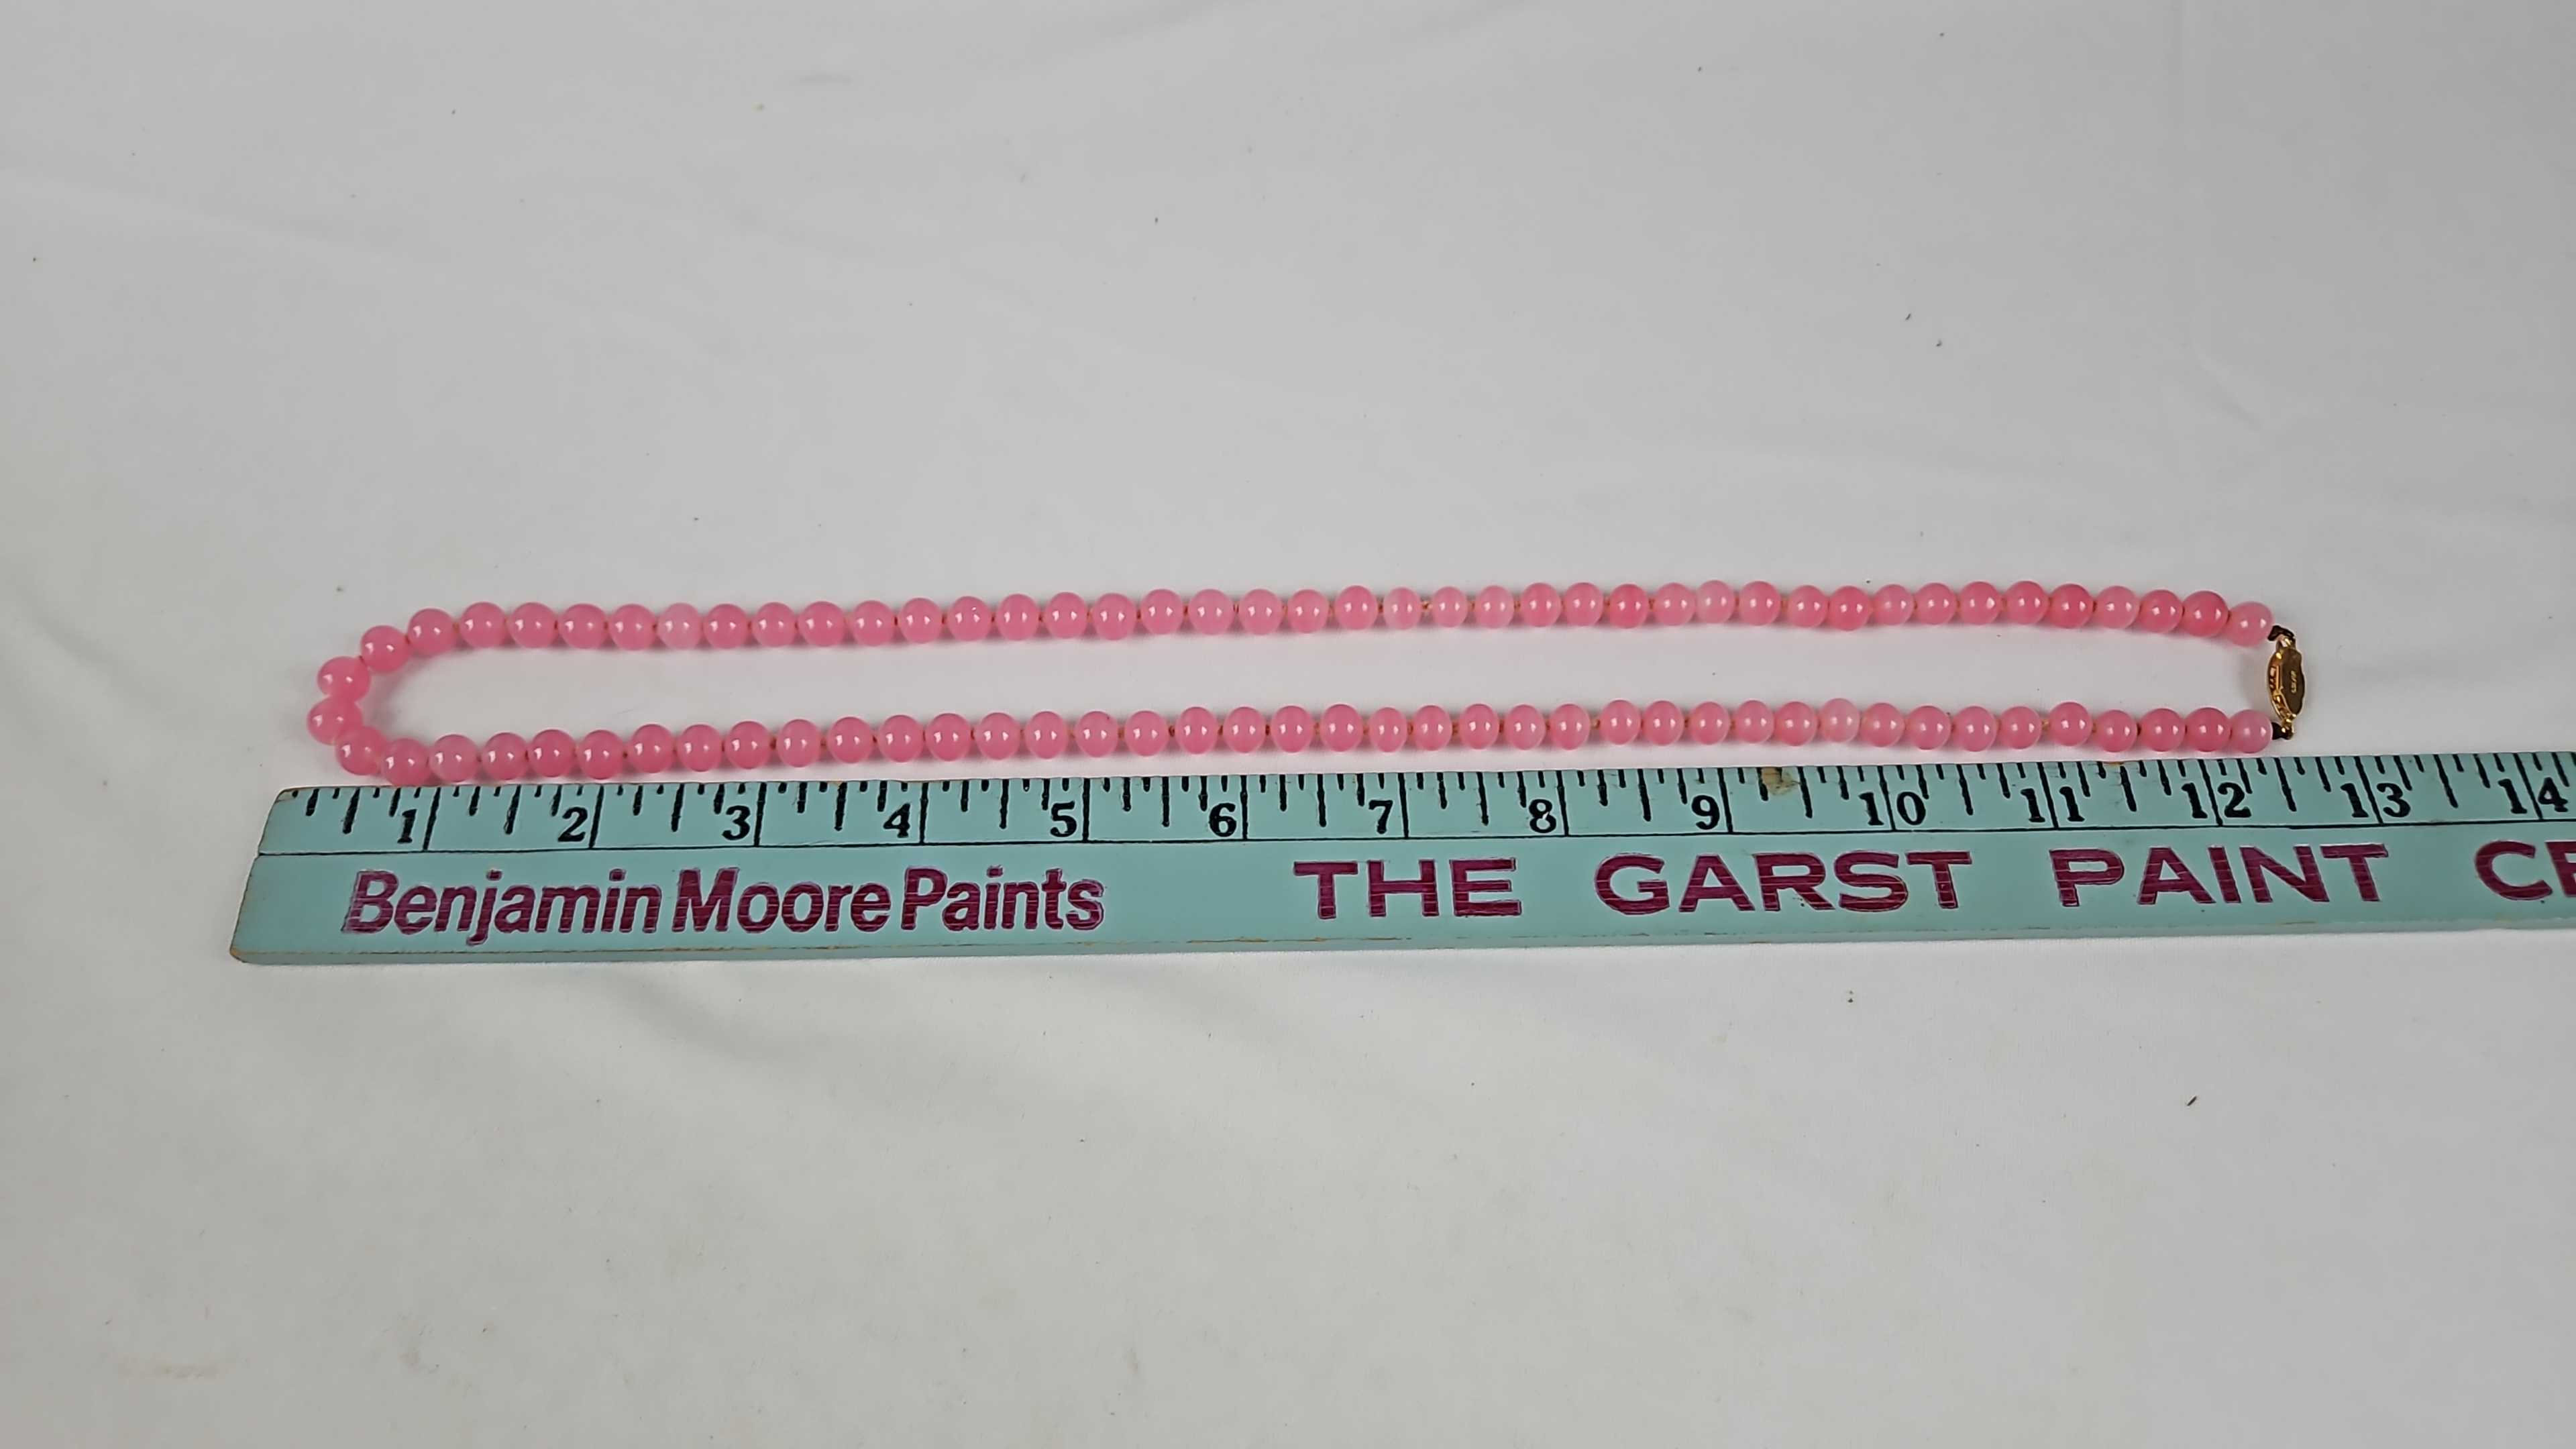 1 2 3 4 5 6 7 8 9 10 11 12 13 14
Benjamin Moore Paints THE GARST PAINT CE